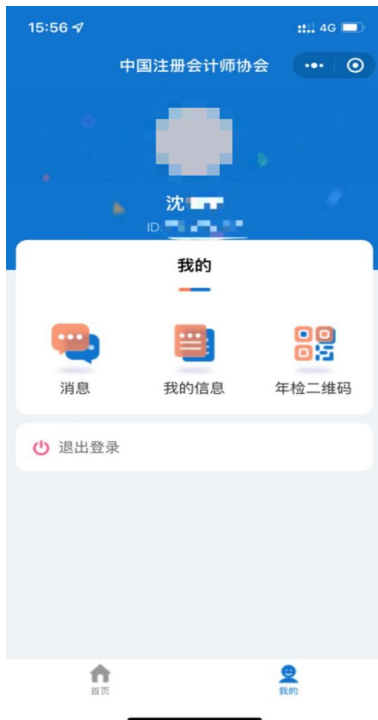 15:56 4G
中国注册会计师协会
沈
ID.
我的
消息 我的信息 年检二维码
退出登录
首页 我的